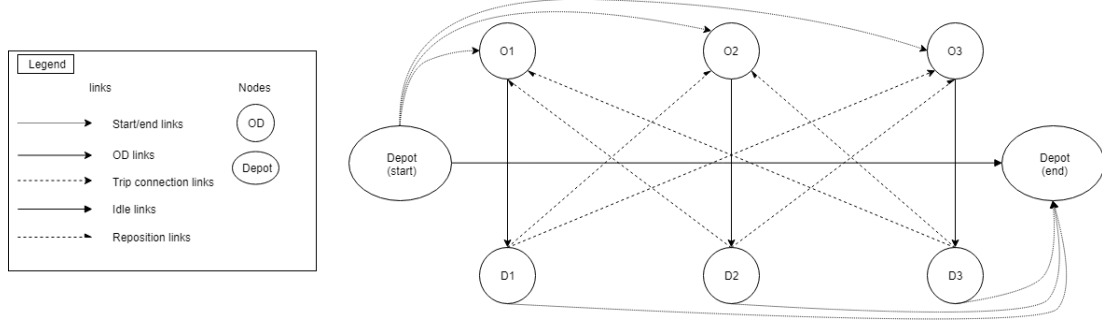 Legend
links
Nodes
Start/end links
OD
OD links
Trip connection links
Depot
Idle links
Reposition links
O1
O2
O3
Depot
(start)
Depot
(end)
D1
D2
D3